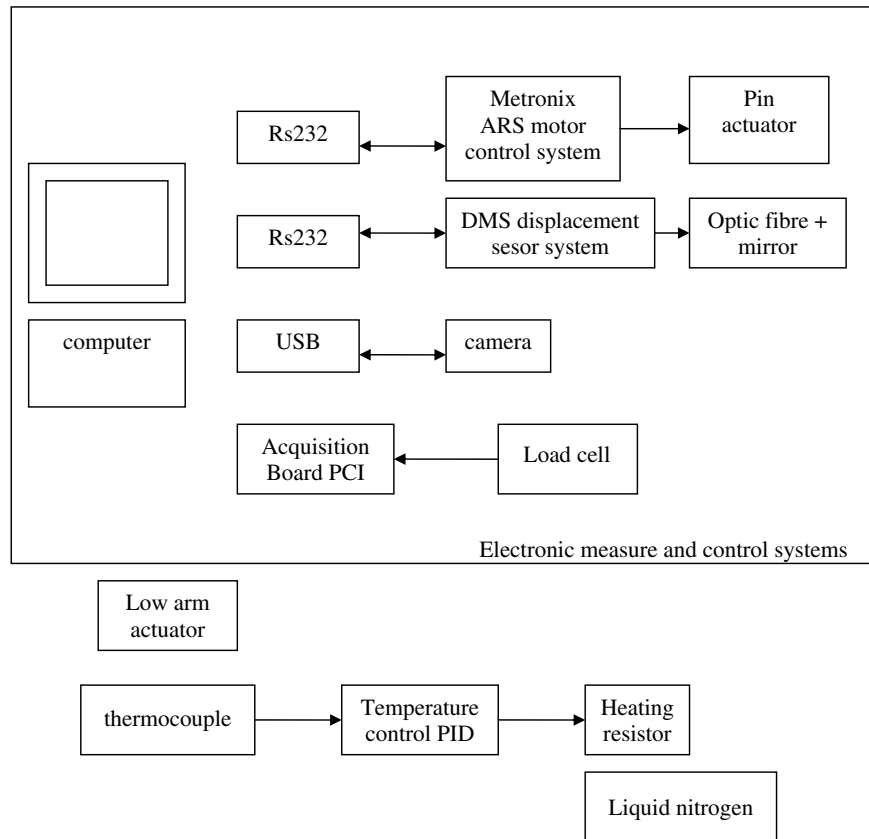 Rs232
Metronix
ARS motor
control system
Pin
actuator
Rs232
DMS displacement
sesor system
Optic fibre +
mirror
computer
USB
camera
Acquisition
Board PCI
Load cell
Electronic measure and control systems
Low arm
actuator
thermocouple
Temperature
control PID
Heating
resistor
Liquid nitrogen